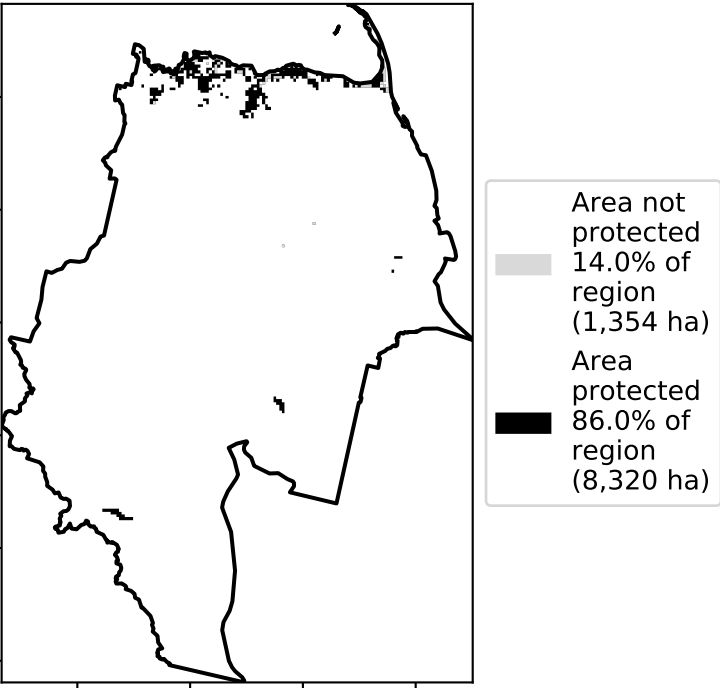 Area not
protected
14.0% of
region
(1,354 ha)
Area
protected
86.0% of
region
(8,320 ha)